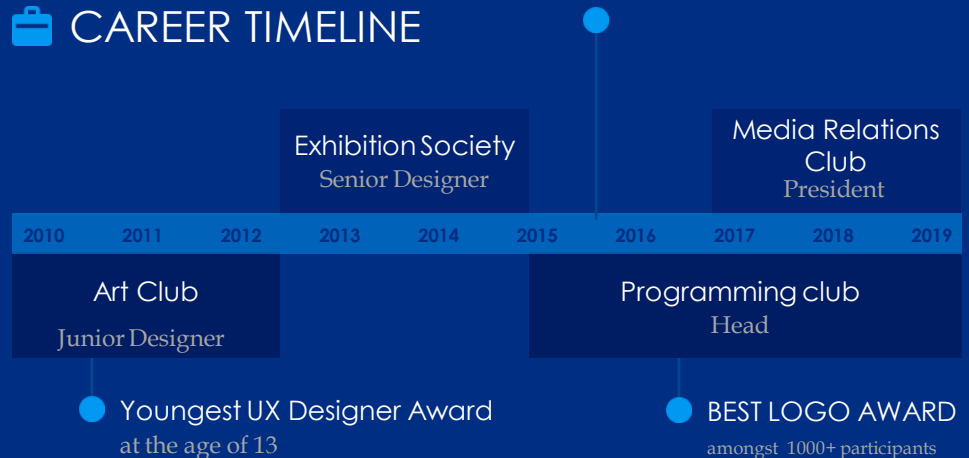 CAREER TIMELINE
Exhibition Society
Senior Designer
Media Relations
Club
President
2010 2011 2012 2013 2014 2015 2016 2017 2018 2019
Art Club
Junior Designer
Programming club
Head
Youngest UX Designer Award
at the age of 13
BEST LOGO AWARD
amongst 1000+ participants